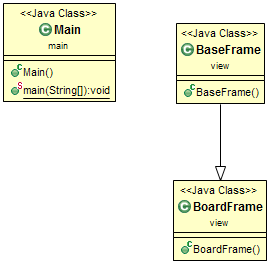 <<Java Class>>
Main
main
Main()
main(String[]):void
<<Java Class>>
BaseFrame
view
BaseFrame()
<<Java Class>>
BoardFrame
view
BoardFrame()